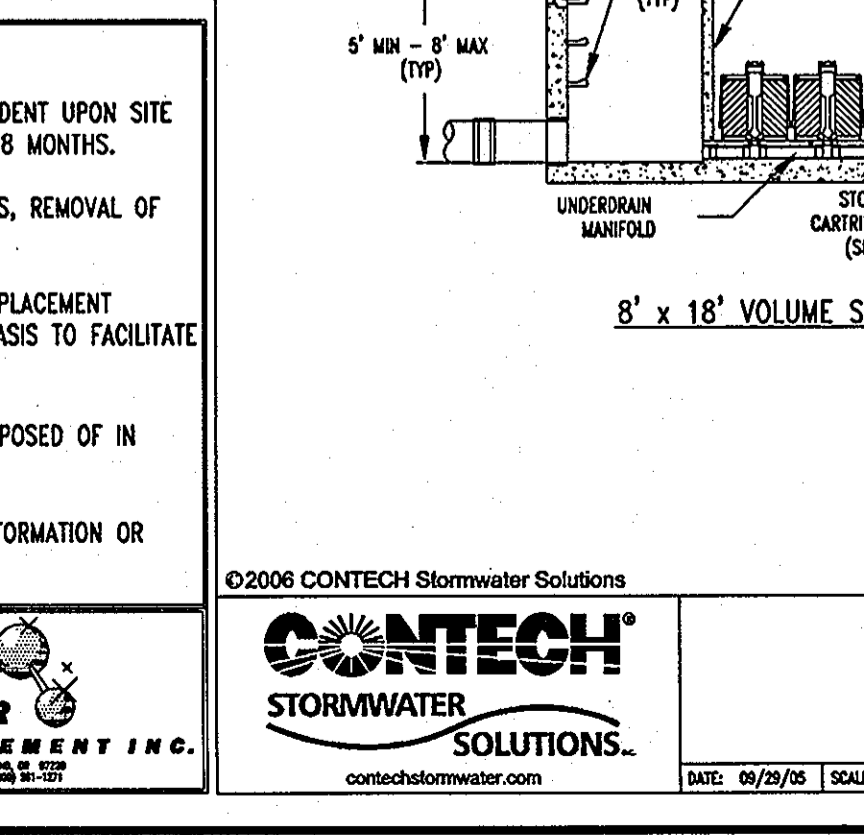 DENT UPON SITE
8 MONTHS.
S, REMOVAL OF
PLACEMENT
ASIS TO FACILITATE
POSED OF IN
FORMATION OR
R
EMENT INC.
5' MIN - 8' MAX
(TYP)
(TYP)
UNDERDRAIN
MANIFOLD
STO
CARTRI
8' x 18' VOLUME S
©2006 CONTECH Stormwater Solutions
CONTECH®
STORMWATER
SOLUTIONS
contechstormwater.com
DATE: 09/29/05
SCAL